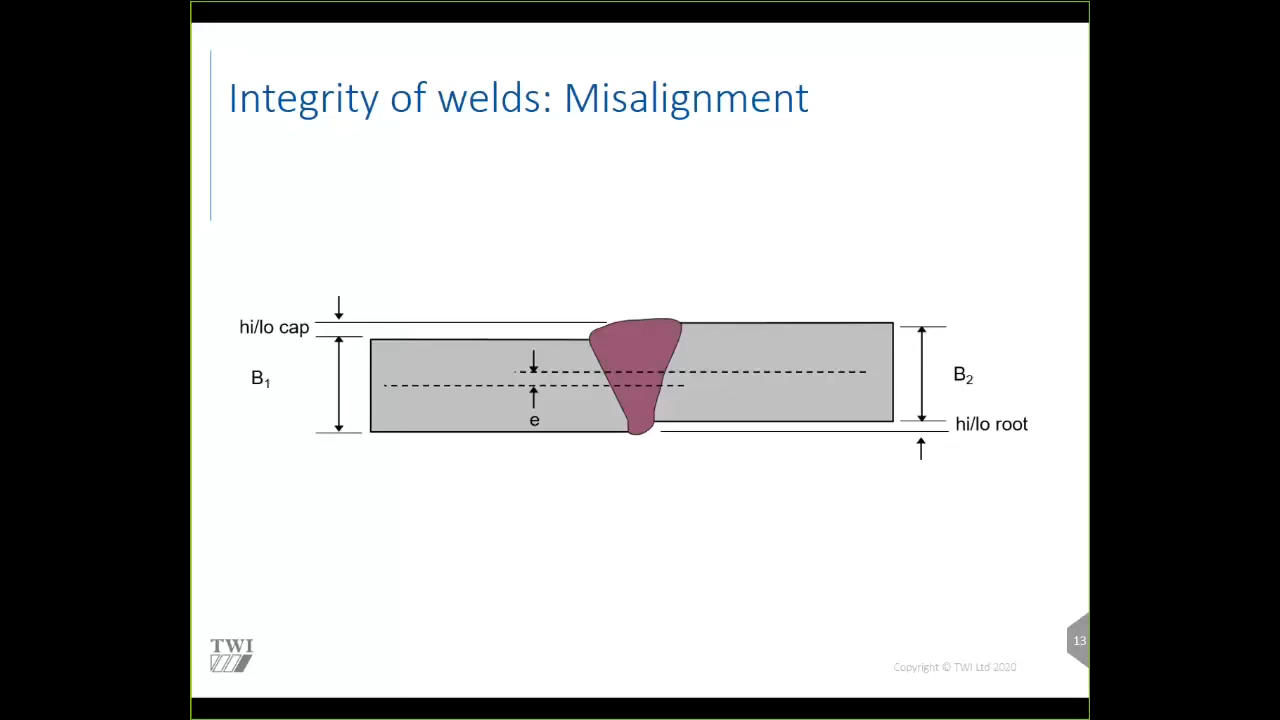 Integrity of welds: Misalignment
hi/lo cap
B₁
e
B₂
hi/lo root
TWI
13
Copyright © TWI Ltd 2020